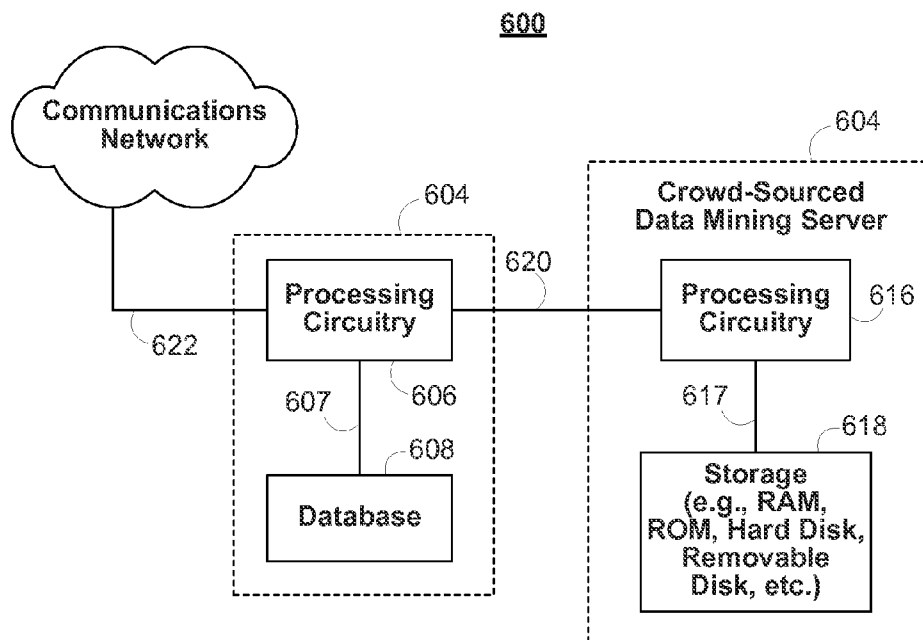 600
Communications
Network
604
604
Crowd-Sourced
Data Mining Server
620
Processing
Circuitry
Processing
Circuitry
616
622
606
607
617
608
618
Database
Storage
(e.g., RAM,
ROM, Hard Disk,
Removable
Disk, etc.)